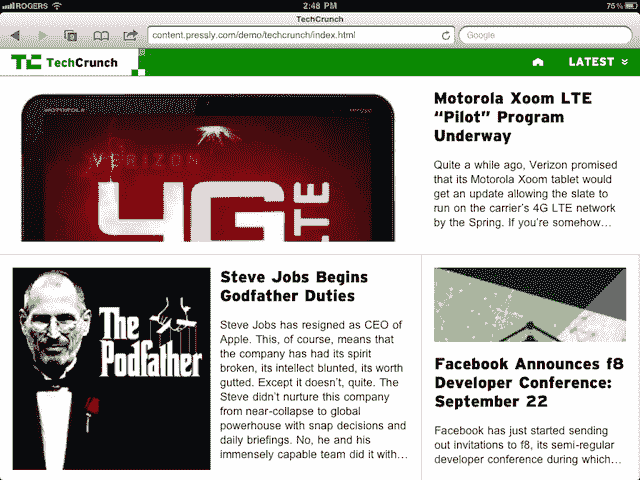 ROGERS
2:48 PM
75%
TechCrunch
content.pressly.com/demo/techcrunch/index.html
Google
TC TechCrunch
LATEST
MOTOROLA
VERIZON
4G LTE
Motorola Xoom LTE
“Pilot” Program
Underway
Quite a while ago, Verizon promised
that its Motorola Xoom tablet would
get an update allowing the slate to
run on the carrier’s 4G LTE network
by the Spring. If you’re somehow…
The
Podfather
Steve Jobs Begins
Godfather Duties
Steve Jobs has resigned as CEO of
Apple. This, of course, means that
the company has had its spirit
broken, its intellect blunted, its worth
gutted. Except it doesn’t, quite. The
Steve didn’t nurture this company
from near-collapse to global
powerhouse with snap decisions and
daily briefings. No, he and his
immensely capable team did it with…
Facebook Announces f8
Developer Conference:
September 22
Facebook has just started sending
out invitations to f8, its semi-regular
developer conference during which…